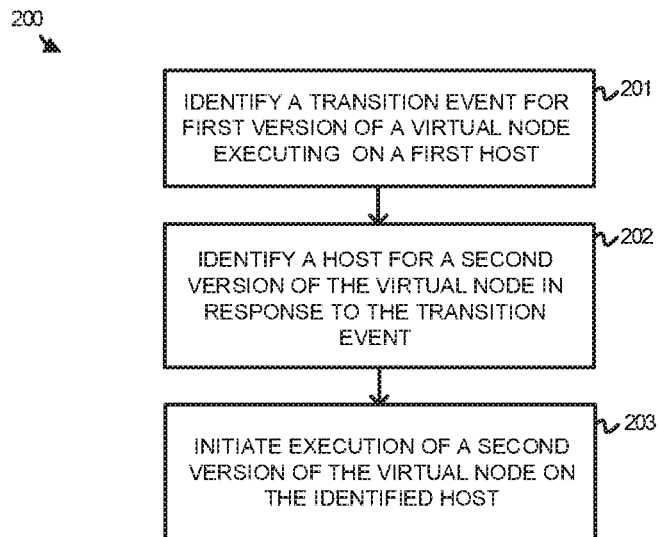 200
201
IDENTIFY A TRANSITION EVENT FOR
FIRST VERSION OF A VIRTUAL NODE
EXECUTING ON A FIRST HOST
202
IDENTIFY A HOST FOR A SECOND
VERSION OF THE VIRTUAL NODE IN
RESPONSE TO THE TRANSITION
EVENT
203
INITIATE EXECUTION OF A SECOND
VERSION OF THE VIRTUAL NODE ON
THE IDENTIFIED HOST